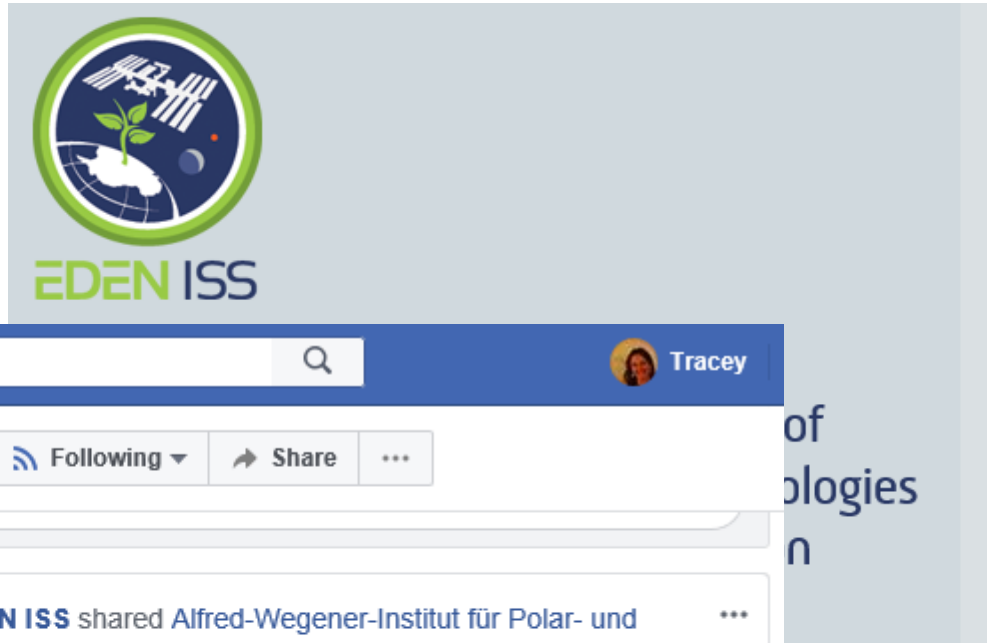 EDEN ISS
Tracey
of
Following
Share
ologies
n
N ISS shared Alfred-Wegener-Institut für Polar- und